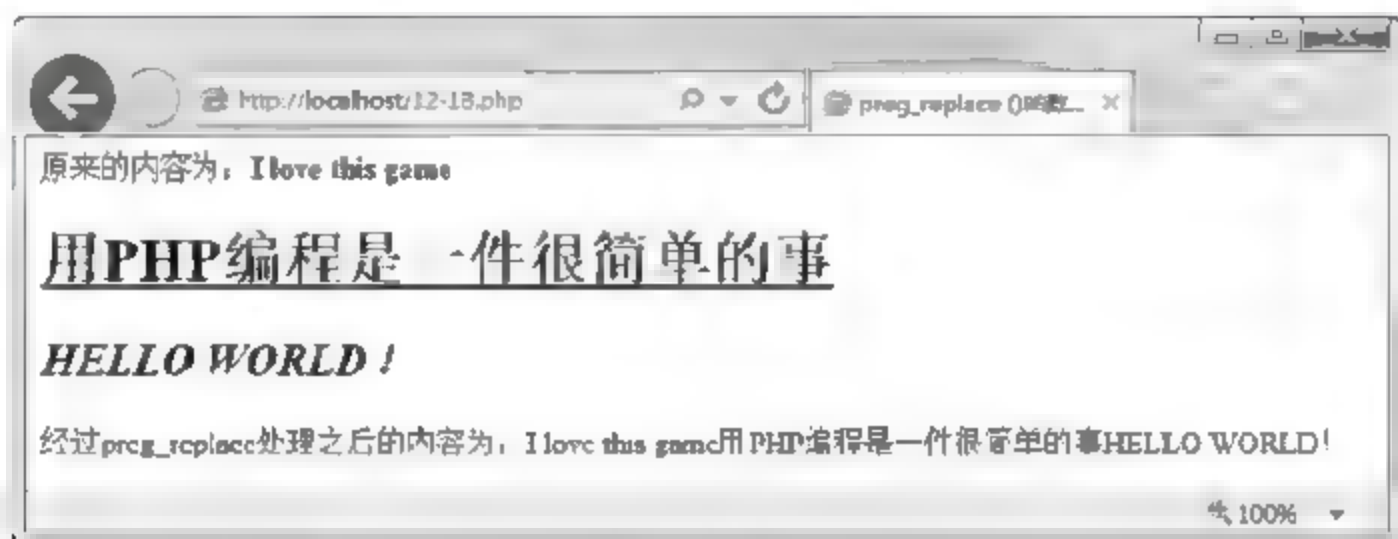 http://localhost/12-18.php
preg_replace ()函数...
原来的内容为：I love this game
用PHP编程是一件很简单的事
HELLO WORLD！
经过preg_replace处理之后的内容为：I love this game用PHP编程是一件很简单的事HELLO WORLD！
100%